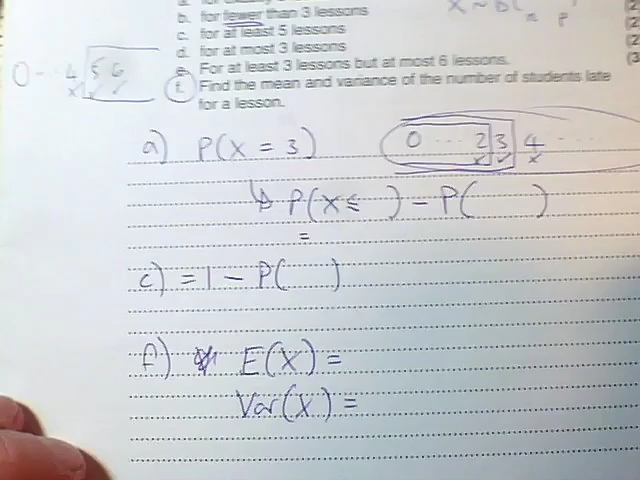 b. for fewer than 3 lessons
c. for at least 5 lessons
d. for at most 3 lessons
e. For at least 3 lessons but at most 6 lessons.
f. Find the mean and variance of the number of students late
for a lesson.
X ~ B(
n p
0 - - 4 5 6
a) P(X = 3)
0 ... 2 3 4 ...
P(X ≤ ) - P( )
=
c) = 1 - P( )
f) E(X) =
Var(X) =